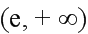 (e, + ∞)